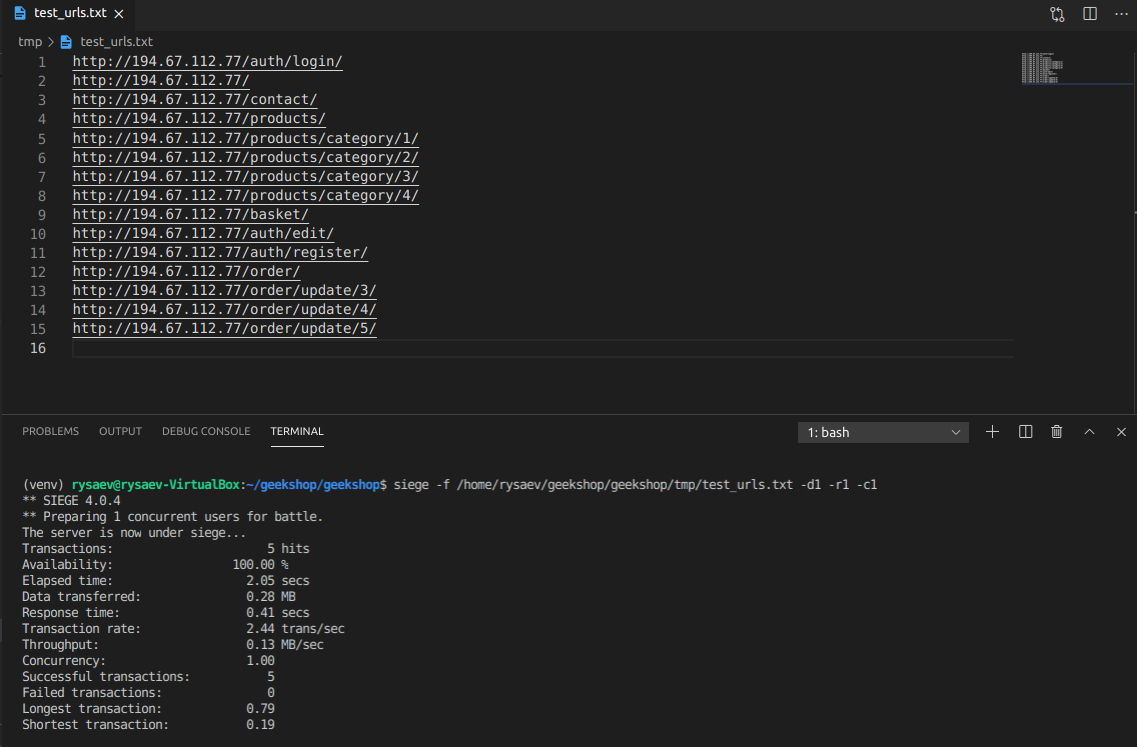 test_urls.txt
tmp > test_urls.txt
1 http://194.67.112.77/auth/login/
2 http://194.67.112.77/
3 http://194.67.112.77/contact/
4 http://194.67.112.77/products/
5 http://194.67.112.77/products/category/1/
6 http://194.67.112.77/products/category/2/
7 http://194.67.112.77/products/category/3/
8 http://194.67.112.77/products/category/4/
9 http://194.67.112.77/basket/
10 http://194.67.112.77/auth/edit/
11 http://194.67.112.77/auth/register/
12 http://194.67.112.77/order/
13 http://194.67.112.77/order/update/3/
14 http://194.67.112.77/order/update/4/
15 http://194.67.112.77/order/update/5/
16
PROBLEMS OUTPUT DEBUG CONSOLE TERMINAL 1: bash
(venv) rysaev@rysaev-VirtualBox:~/geekshop/geekshop$ siege -f /home/rysaev/geekshop/geekshop/tmp/test_urls.txt -d1 -r1 -c1
** SIEGE 4.0.4
** Preparing 1 concurrent users for battle.
The server is now under siege...
Transactions: 5 hits
Availability: 100.00 %
Elapsed time: 2.05 secs
Data transferred: 0.28 MB
Response time: 0.41 secs
Transaction rate: 2.44 trans/sec
Throughput: 0.13 MB/sec
Concurrency: 1.00
Successful transactions: 5
Failed transactions: 0
Longest transaction: 0.79
Shortest transaction: 0.19